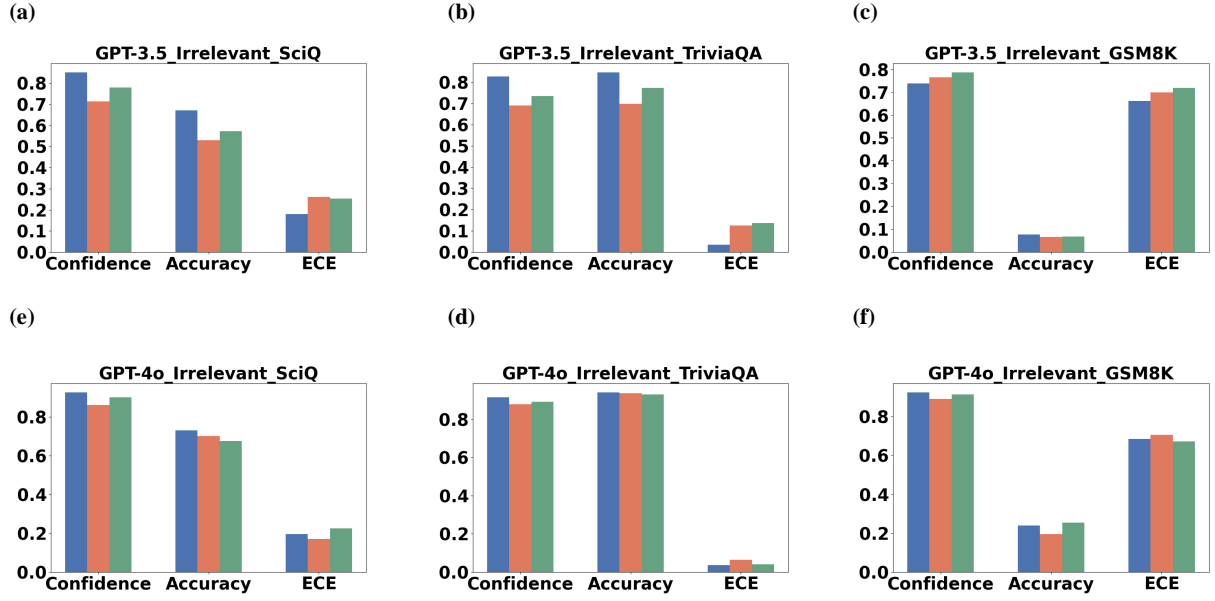 (a)
GPT-3.5_Irrelevant_SciQ
0.8
0.7
0.6
0.5
0.4
0.3
0.2
0.1
0.0
Confidence Accuracy ECE
(b)
GPT-3.5_Irrelevant_TriviaQA
0.8
0.7
0.6
0.5
0.4
0.3
0.2
0.1
0.0
Confidence Accuracy ECE
(c)
GPT-3.5_Irrelevant_GSM8K
0.8
0.7
0.6
0.5
0.4
0.3
0.2
0.1
0.0
Confidence Accuracy ECE
(e)
GPT-4o_Irrelevant_SciQ
0.8
0.6
0.4
0.2
0.0
Confidence Accuracy ECE
(d)
GPT-4o_Irrelevant_TriviaQA
0.8
0.6
0.4
0.2
0.0
Confidence Accuracy ECE
(f)
GPT-4o_Irrelevant_GSM8K
0.8
0.6
0.4
0.2
0.0
Confidence Accuracy ECE